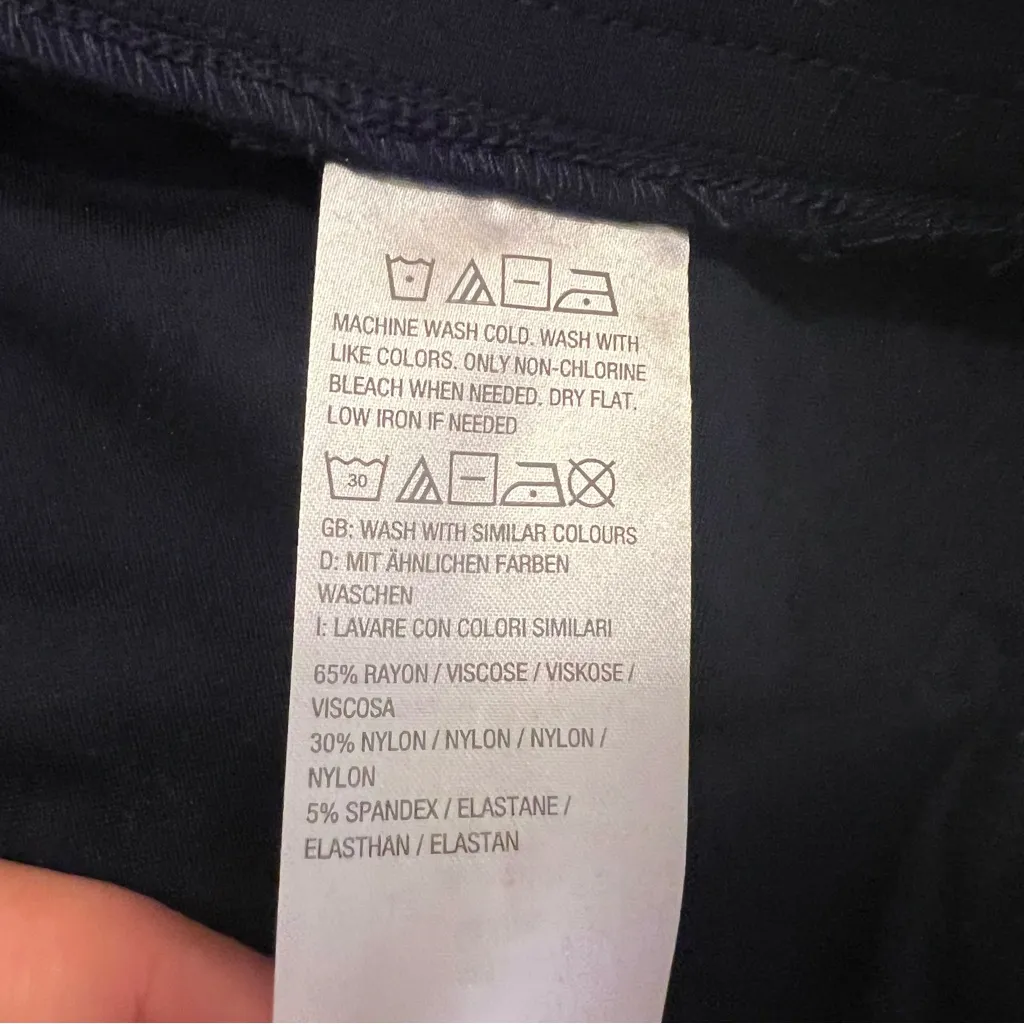 MACHINE WASH COLD. WASH WITH
LIKE COLORS. ONLY NON-CHLORINE
BLEACH WHEN NEEDED. DRY FLAT.
LOW IRON IF NEEDED
30
GB: WASH WITH SIMILAR COLOURS
D: MIT ÄHNLICHEN FARBEN
WASCHEN
I: LAVARE CON COLORI SIMILARI
65% RAYON / VISCOSE / VISKOSE /
VISCOSA
30% NYLON / NYLON / NYLON /
NYLON
5% SPANDEX / ELASTANE /
ELASTHAN / ELASTAN